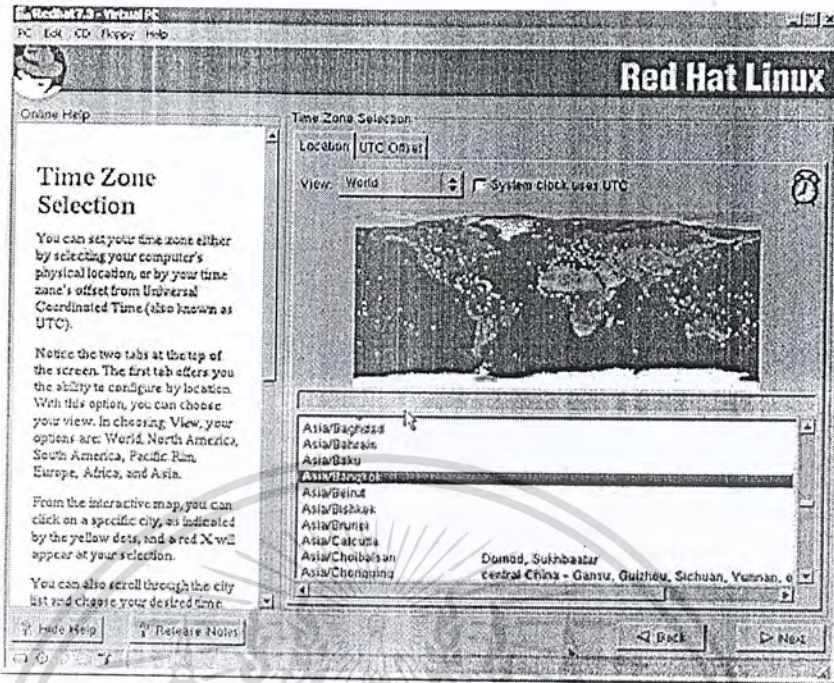 Redhat 7.3 - Virtual PC
PC Edit CD Floppy Help
Red Hat Linux
Online Help
Time Zone
Selection
You can set your time zone either
by selecting your computer's
physical location, or by your time
zone's offset from Universal
Coordinated Time (also known as
UTC).
Notice the two tabs at the top of
the screen. The first tab offers you
the ability to configure by location.
With this option, you can choose
your view. In choosing View, your
options are: World, North America,
South America, Pacific Rim,
Europe, Africa, and Asia.
From the interactive map, you can
click on a specific city, as indicated
by the yellow dots, and a red X will
appear at your selection.
You can also scroll through the city
list and choose your desired time
Time Zone Selection
Location
UTC Offset
View: World
System clock uses UTC
Asia/Baghdad
Asia/Bahrain
Asia/Baku
Asia/Bangkok
Asia/Beirut
Asia/Bishkek
Asia/Brunei
Asia/Calcutta
Asia/Choibalsan Dornod, Sukhbaatar
Asia/Chongqing central China - Gansu, Guizhou, Sichuan, Yunnan, e
Hide Help
Release Notes
Back
Next